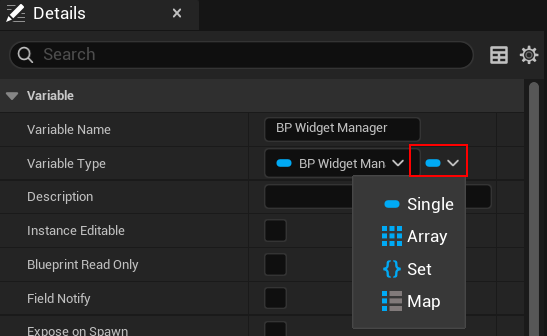 Details
Search
Variable
Variable Name
BP Widget Manager
Variable Type
BP Widget Man
Description
Single
Instance Editable
Array
Blueprint Read Only
Set
Field Notify
Map
Expose on Spawn